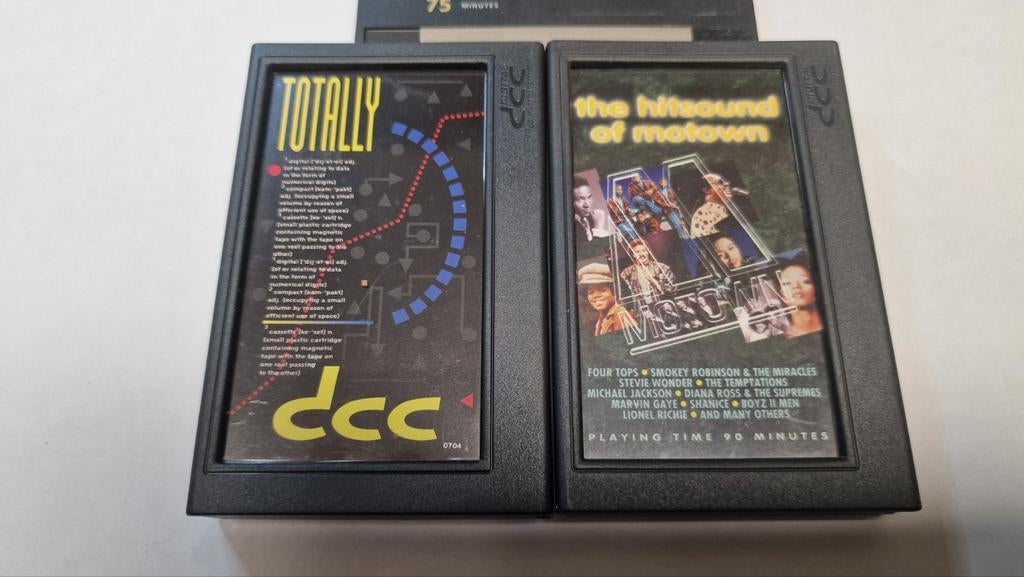 75 MINUTES
TOTALLY
1 digital ['dij-et-el] adj.
[of or relating to data
in the form of
numerical digits]
2 compact [kam-'pakt]
adj. [occupying a small
volume by reason of
efficient use of space]
3 cassette [ke-'set] n.
[small plastic cartridge
containing magnetic
tape with the tape on
one reel passing to the
other]
1 digital ['dij-et-el] adj.
[of or relating to data
in the form of
numerical digits]
2 compact [kam-'pakt]
adj. [occupying a small
volume by reason of
efficient use of space]
3 cassette [ke-'set] n.
[small plastic cartridge
containing magnetic
tape with the tape on
one reel passing to
the other]
dcc
0704
the hitsound
of motown
M
MOTOWN
FOUR TOPS • SMOKEY ROBINSON & THE MIRACLES
STEVIE WONDER • THE TEMPTATIONS
MICHAEL JACKSON • DIANA ROSS & THE SUPREMES
MARVIN GAYE • SHANICE • BOYZ II MEN
LIONEL RICHIE • AND MANY OTHERS
PLAYING TIME 90 MINUTES